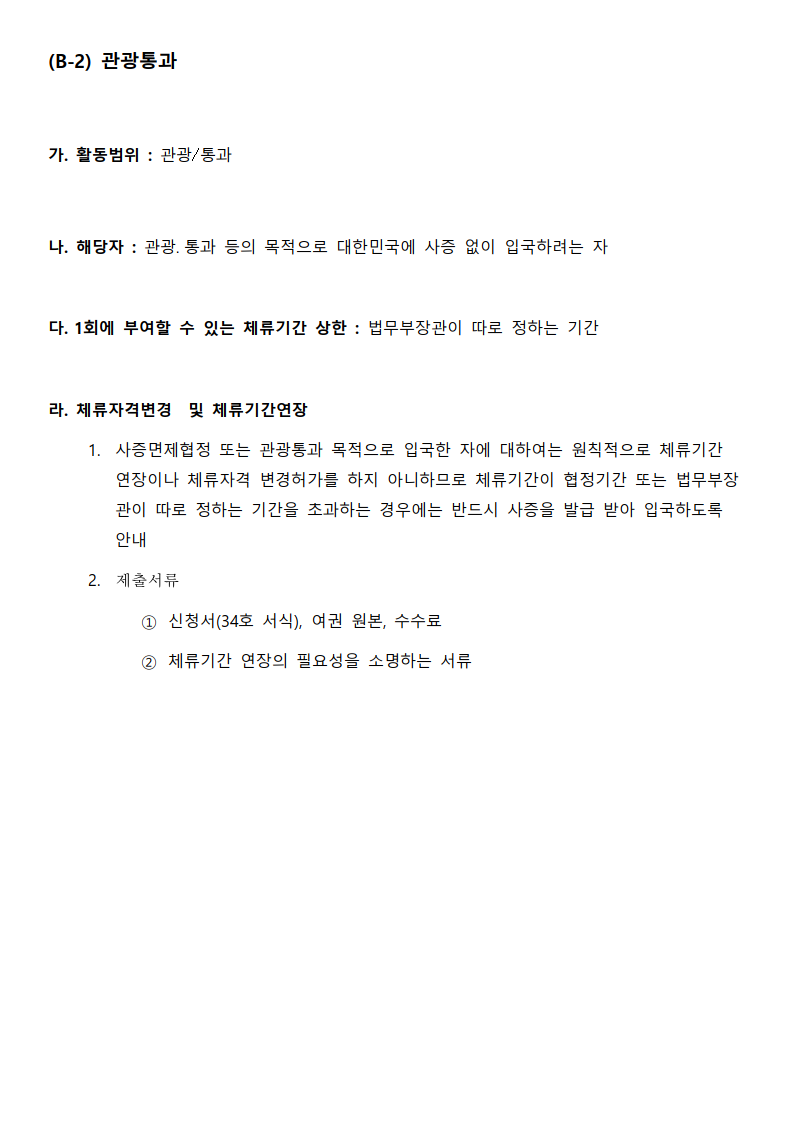 (B-2) 관광통과
가. 활동범위 : 관광/통과
나. 해당자 : 관광. 통과 등의 목적으로 대한민국에 사증 없이 입국하려는 자
다. 1회에 부여할 수 있는 체류기간 상한 : 법무부장관이 따로 정하는 기간
라. 체류자격변경 및 체류기간연장
1. 사증면제협정 또는 관광통과 목적으로 입국한 자에 대하여는 원칙적으로 체류기간
연장이나 체류자격 변경허가를 하지 아니하므로 체류기간이 협정기간 또는 법무부장
관이 따로 정하는 기간을 초과하는 경우에는 반드시 사증을 발급 받아 입국하도록
안내
2. 제출서류
① 신청서(34호 서식), 여권 원본, 수수료
② 체류기간 연장의 필요성을 소명하는 서류